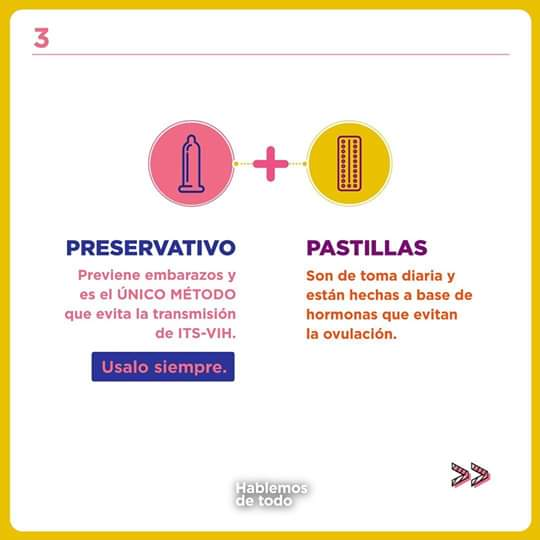 3
PRESERVATIVO
Previene embarazos y
es el ÚNICO MÉTODO
que evita la transmisión
de ITS-VIH.
Usalo siempre.
PASTILLAS
Son de toma diaria y
están hechas a base de
hormonas que evitan
la ovulación.
Hablemos
de todo